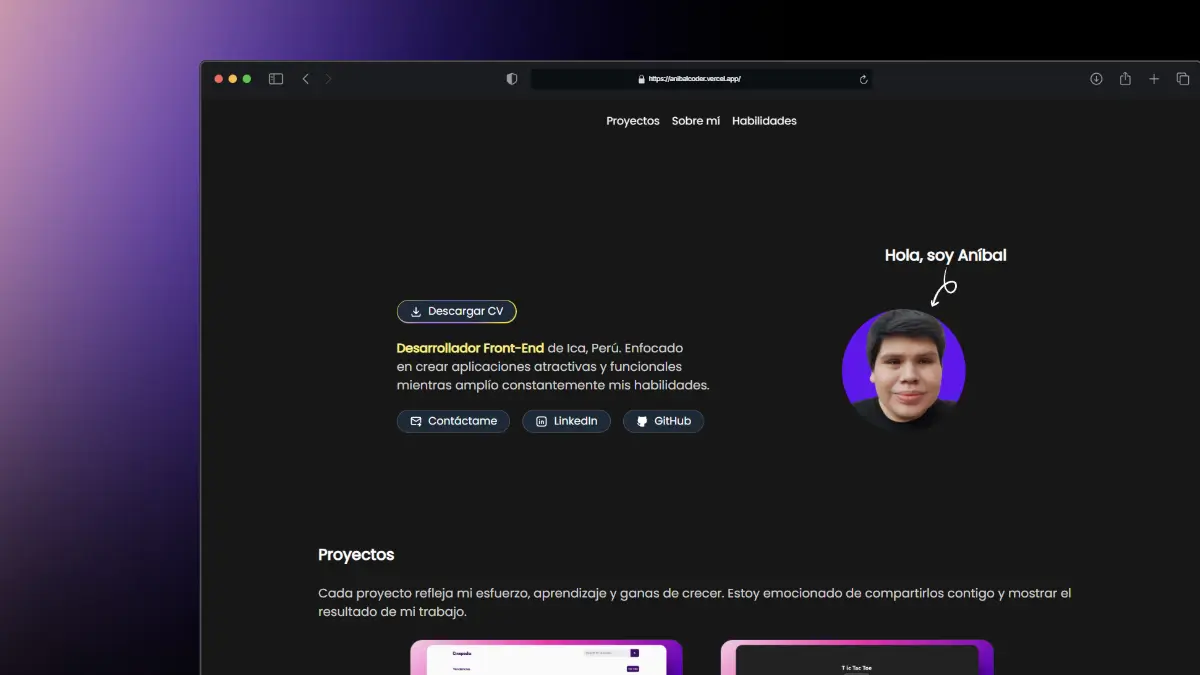 https://anibalcoder.vercel.app/
Proyectos Sobre mí Habilidades
Hola, soy Aníbal
Descargar CV
Desarrollador Front-End de Ica, Perú. Enfocado
en crear aplicaciones atractivas y funcionales
mientras amplío constantemente mis habilidades.
Contáctame LinkedIn GitHub
Proyectos
Cada proyecto refleja mi esfuerzo, aprendizaje y ganas de crecer. Estoy emocionado de compartirlos contigo y mostrar el
resultado de mi trabajo.
Tic Tac Toe